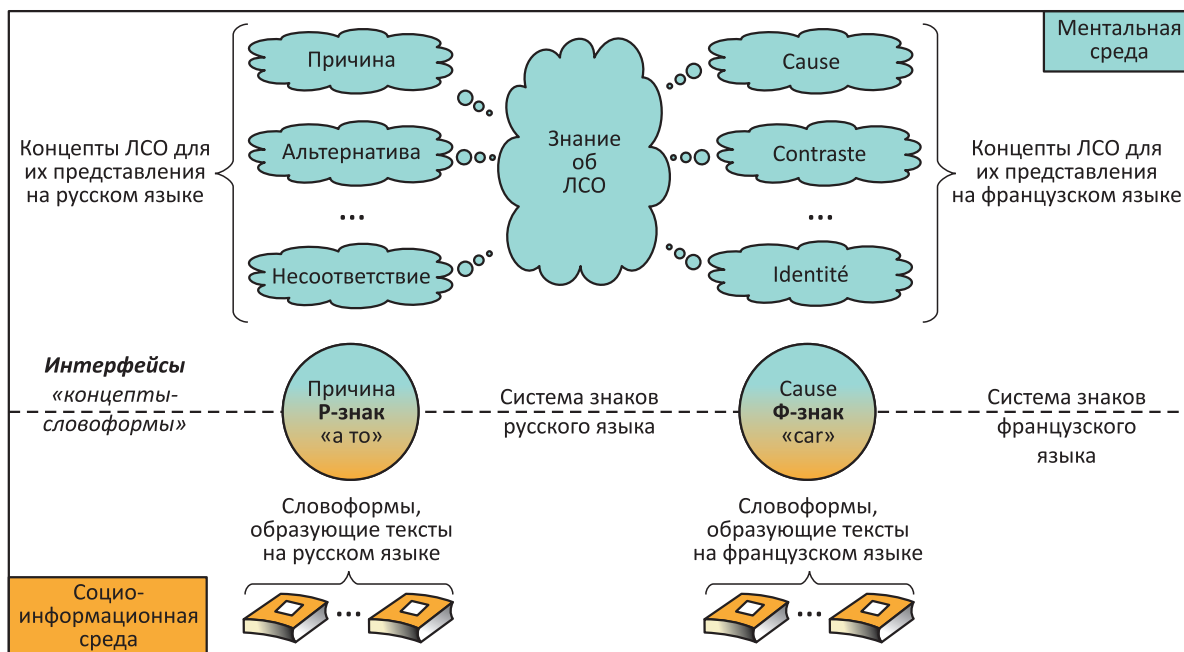 Ментальная
среда
Концепты ЛСО для
их представления
на русском языке
Причина
Альтернатива
...
Несоответствие
Знание
об
ЛСО
Cause
Contraste
...
Identité
Концепты ЛСО для
их представления
на французском языке
Интерфейсы
«концепты-
словоформы»
Причина
Р-знак
«а то»
Система знаков
русского языка
Cause
Ф-знак
«car»
Система знаков
французского
языка
Словоформы,
образующие тексты
на русском языке
...
Словоформы,
образующие тексты
на французском языке
...
Социо-
информационная
среда